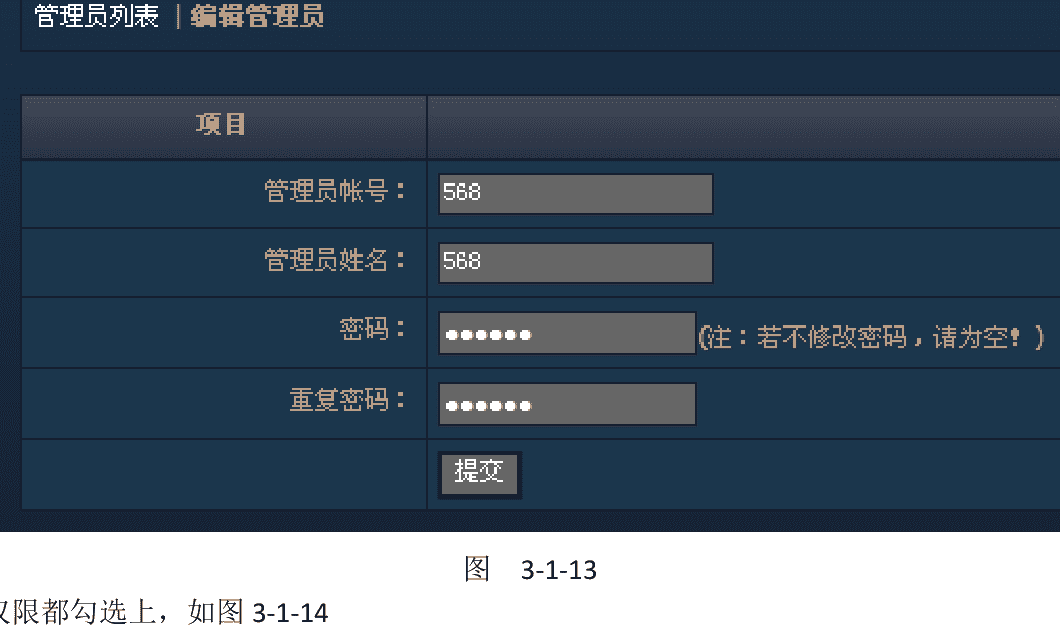 管理员列表 | 编辑管理员
项目
管理员帐号： 568
管理员姓名： 568
密码： ●●●●●● (注：若不修改密码，请为空！)
重复密码： ●●●●●●
提交
图 3-1-13
限都勾选上，如图 3-1-14